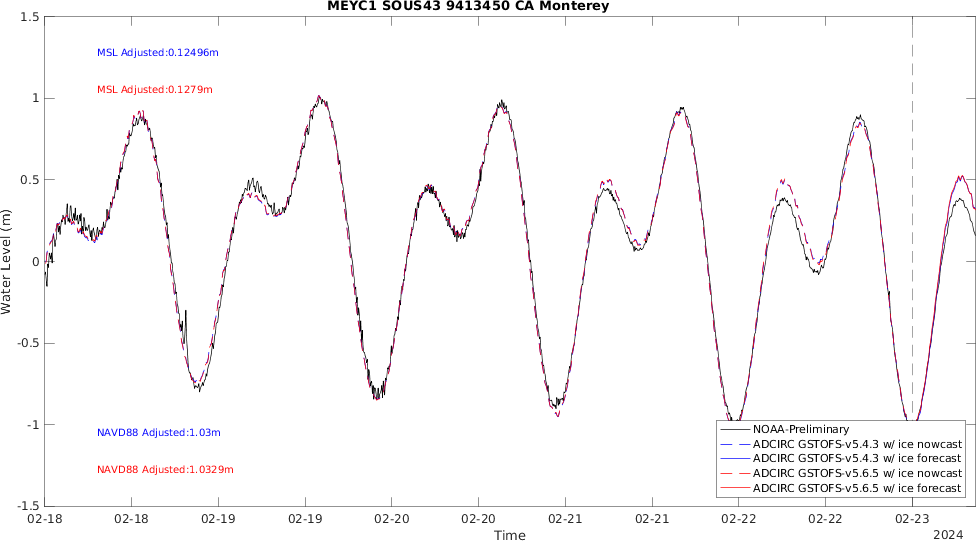 MEYC1 SOUS43 9413450 CA Monterey
1.5
MSL Adjusted:0.12496m
MSL Adjusted:0.1279m
1
0.5
0
-0.5
-1
-1.5
Water Level (m)
NAVD88 Adjusted:1.03m
NAVD88 Adjusted:1.0329m
NOAA-Preliminary
ADCIRC GSTOFS-v5.4.3 w/ ice nowcast
ADCIRC GSTOFS-v5.4.3 w/ ice forecast
ADCIRC GSTOFS-v5.6.5 w/ ice nowcast
ADCIRC GSTOFS-v5.6.5 w/ ice forecast
02-18 02-18 02-19 02-19 02-20 02-20 02-21 02-21 02-22 02-22 02-23
Time
2024